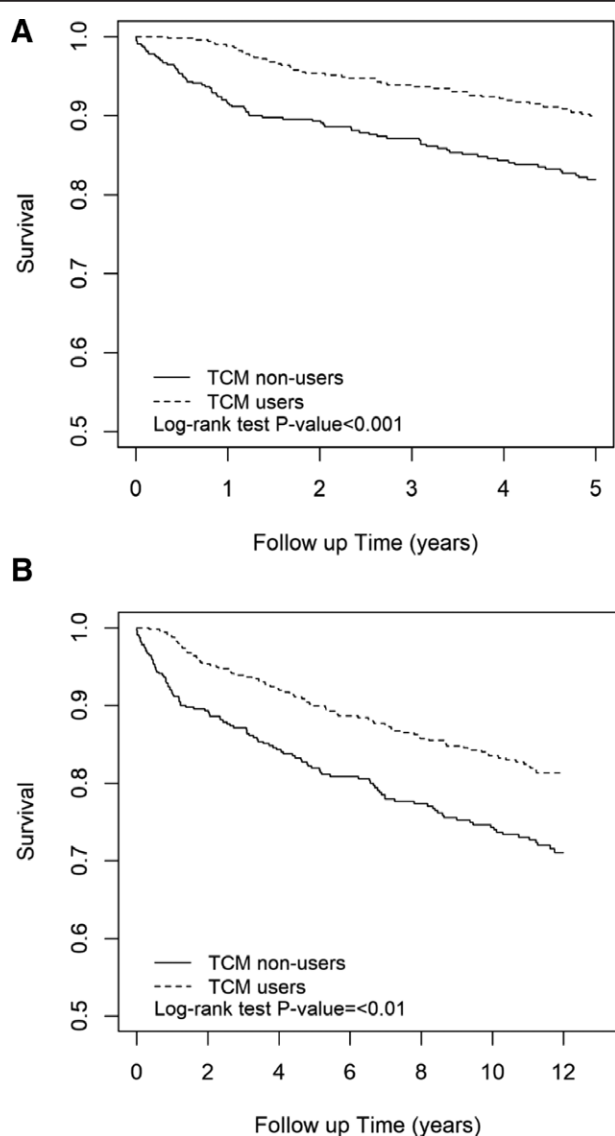 A
1.0
0.9
0.8
0.7
0.6
0.5
Survival
TCM non-users
TCM users
Log-rank test P-value<0.001
0 1 2 3 4 5
Follow up Time (years)
B
1.0
0.9
0.8
0.7
0.6
0.5
Survival
TCM non-users
TCM users
Log-rank test P-value=<0.01
0 2 4 6 8 10 12
Follow up Time (years)